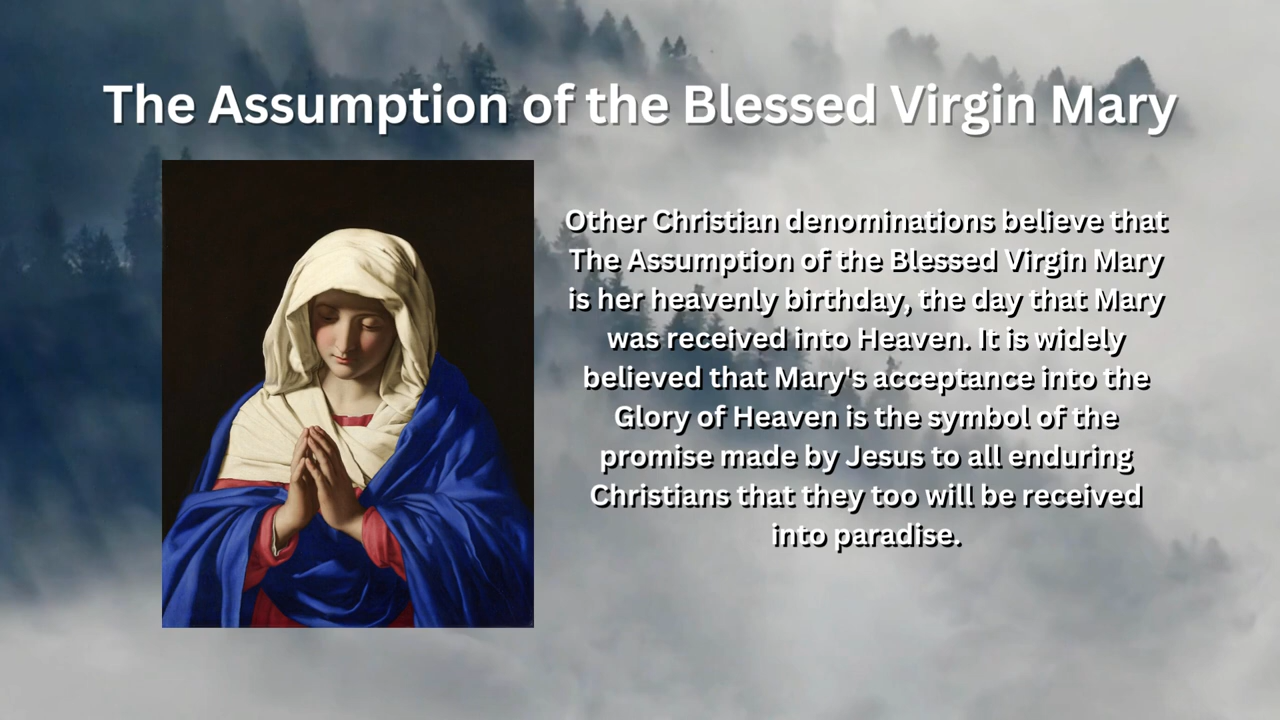 The Assumption of the Blessed Virgin Mary
Other Christian denominations believe that
The Assumption of the Blessed Virgin Mary
is her heavenly birthday, the day that Mary
was received into Heaven. It is widely
believed that Mary's acceptance into the
Glory of Heaven is the symbol of the
promise made by Jesus to all enduring
Christians that they too will be received
into paradise.